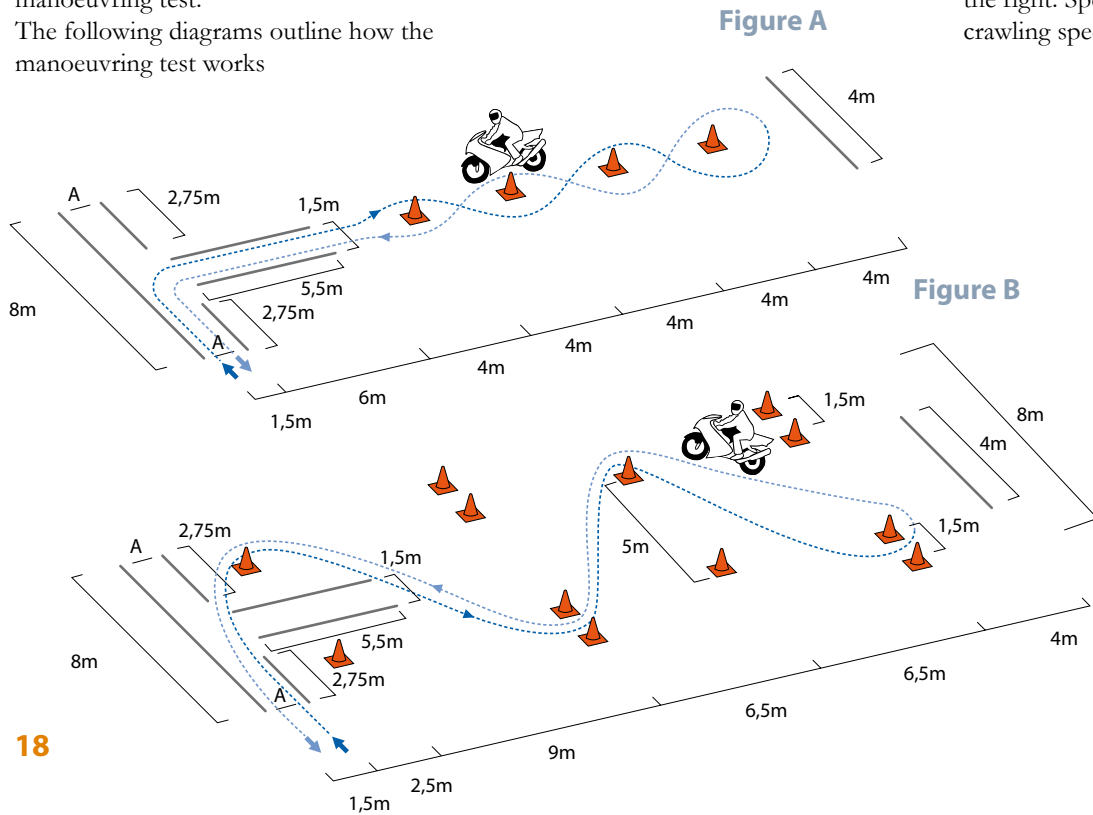 manoeuvring test.
The following diagrams outline how the
manoeuvring test works
the right. Sp
crawling spe
Figure A
4m
A
2,75m
1,5m
8m
5,5m
2,75m
A
1,5m
6m
4m
4m
4m
4m
4m
Figure B
1,5m
8m
4m
1,5m
5m
A
2,75m
1,5m
8m
5,5m
2,75m
A
1,5m
2,5m
9m
6,5m
6,5m
4m
18